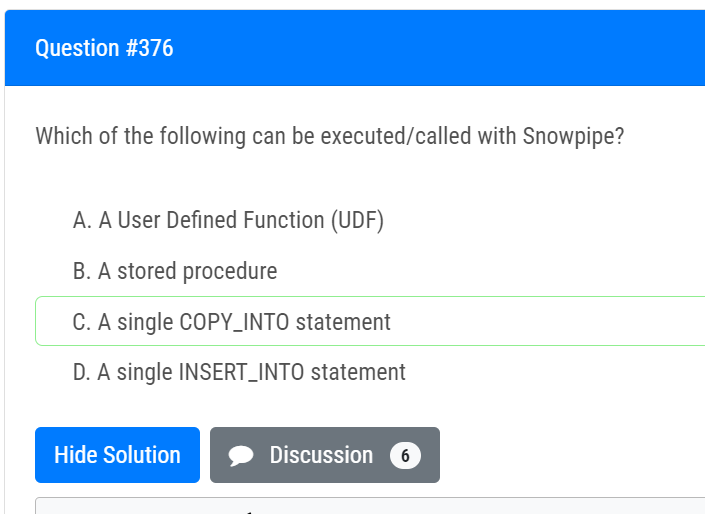 Question #376
Which of the following can be executed/called with Snowpipe?
A. A User Defined Function (UDF)
B. A stored procedure
C. A single COPY_INTO statement
D. A single INSERT_INTO statement
Hide Solution
Discussion 6